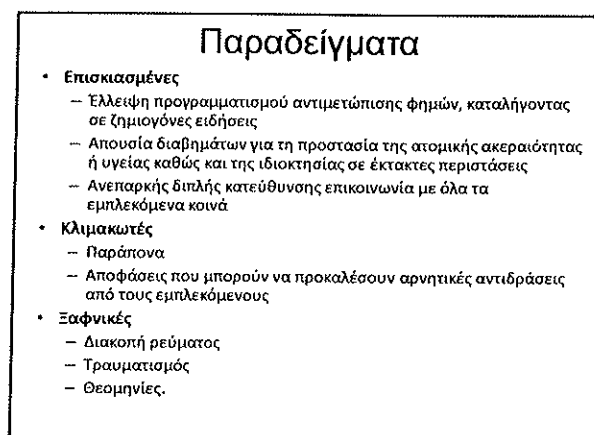 Παραδείγματα
• Επισκιασμένες
– Έλλειψη προγραμματισμού αντιμετώπισης φημών, καταλήγοντας
σε ζημιογόνες ειδήσεις
– Απουσία διαβημάτων για τη προστασία της ατομικής ακεραιότητας
ή υγείας καθώς και της ιδιοκτησίας σε έκτακτες περιστάσεις
– Ανεπαρκής διπλής κατεύθυνσης επικοινωνία με όλα τα
εμπλεκόμενα κοινά
• Κλιμακωτές
– Παράπονα
– Αποφάσεις που μπορούν να προκαλέσουν αρνητικές αντιδράσεις
από τους εμπλεκόμενους
• Ξαφνικές
– Διακοπή ρεύματος
– Τραυματισμός
– Θεομηνίες.